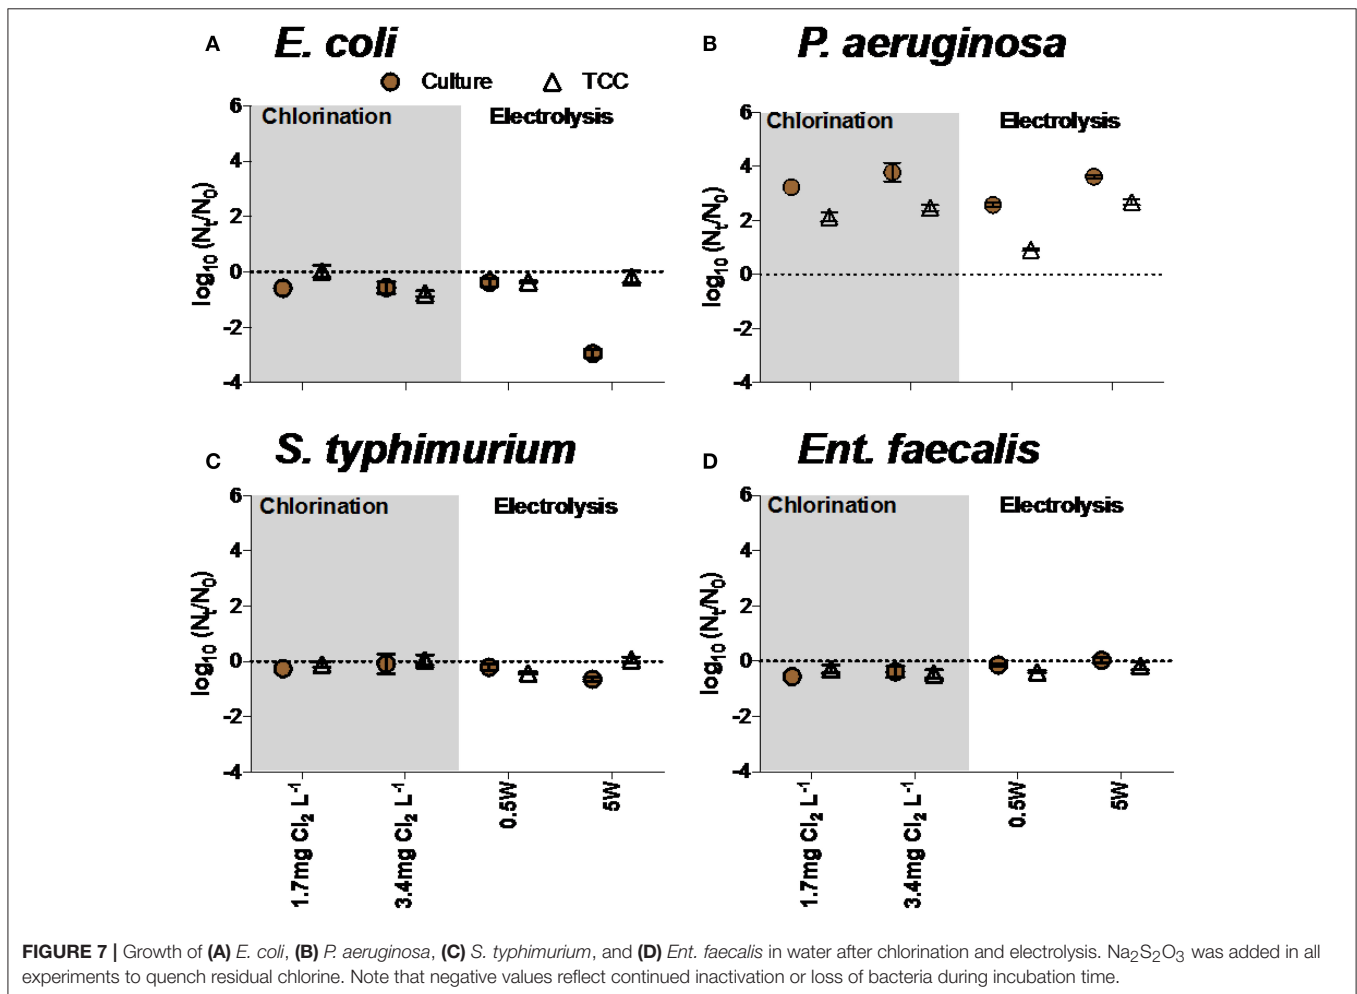 A E. coli
B P. aeruginosa
Culture TCC
6
Chlorination Electrolysis
4
2
0
-2
-4
log10 (Nt/N0)
6
Chlorination Electrolysis
4
2
0
-2
-4
log10 (Nt/N0)
C S. typhimurium
D Ent. faecalis
6
Chlorination Electrolysis
4
2
0
-2
-4
log10 (Nt/N0)
1.7mg Cl2 L-1
3.4mg Cl2 L-1
0.5W
5W
6
Chlorination Electrolysis
4
2
0
-2
-4
log10 (Nt/N0)
1.7mg Cl2 L-1
3.4mg Cl2 L-1
0.5W
5W
FIGURE 7 | Growth of (A) E. coli, (B) P. aeruginosa, (C) S. typhimurium, and (D) Ent. faecalis in water after chlorination and electrolysis. Na2S2O3 was added in all
experiments to quench residual chlorine. Note that negative values reflect continued inactivation or loss of bacteria during incubation time.